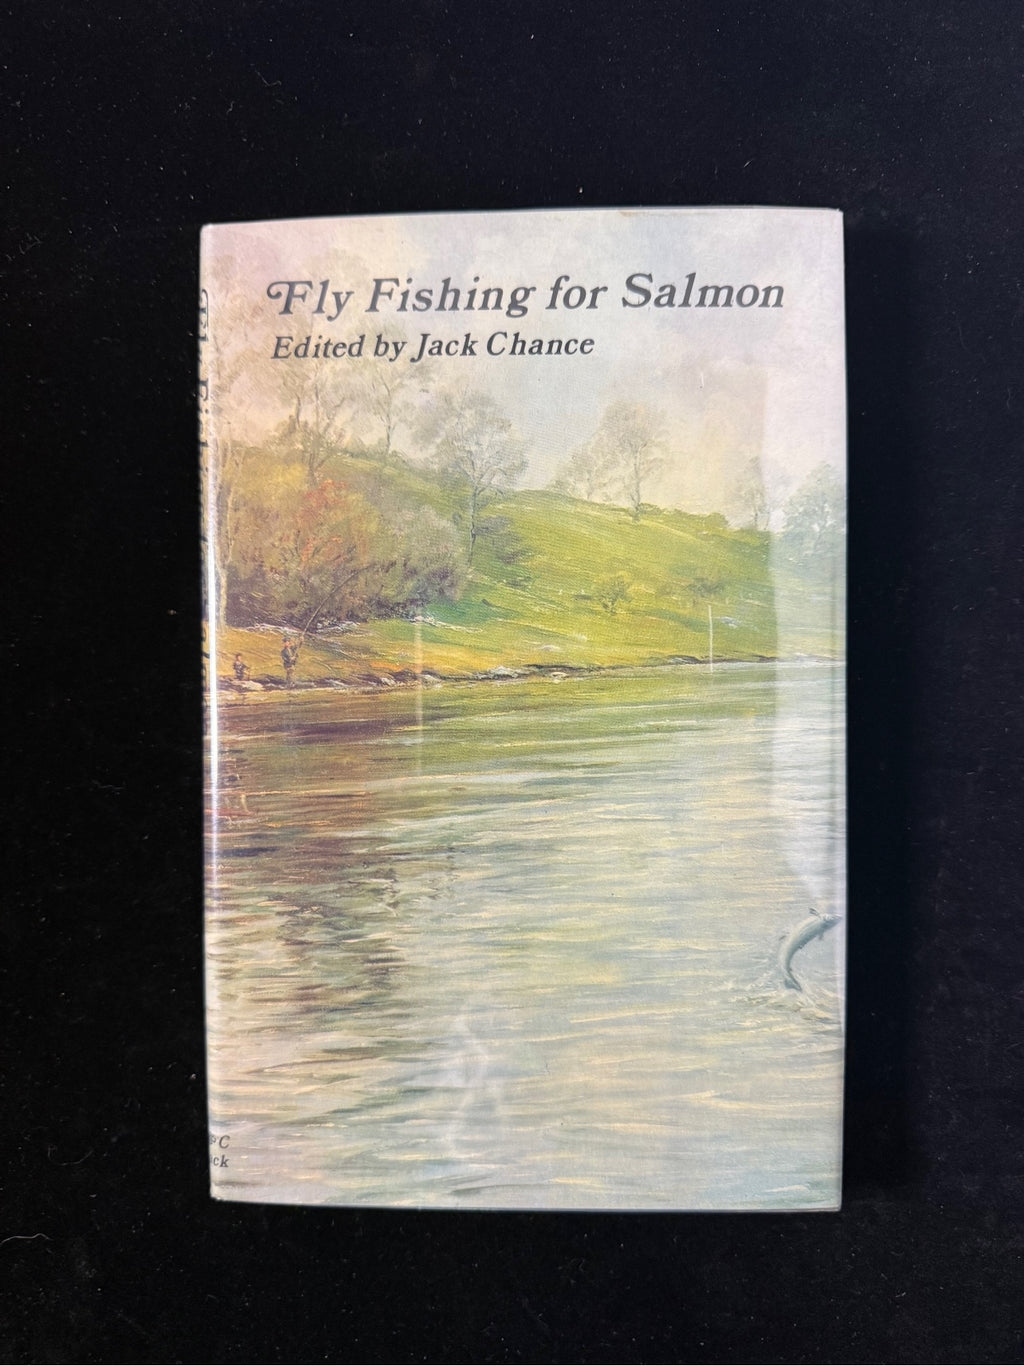 Fly Fishing for Salmon
Edited by Jack Chance